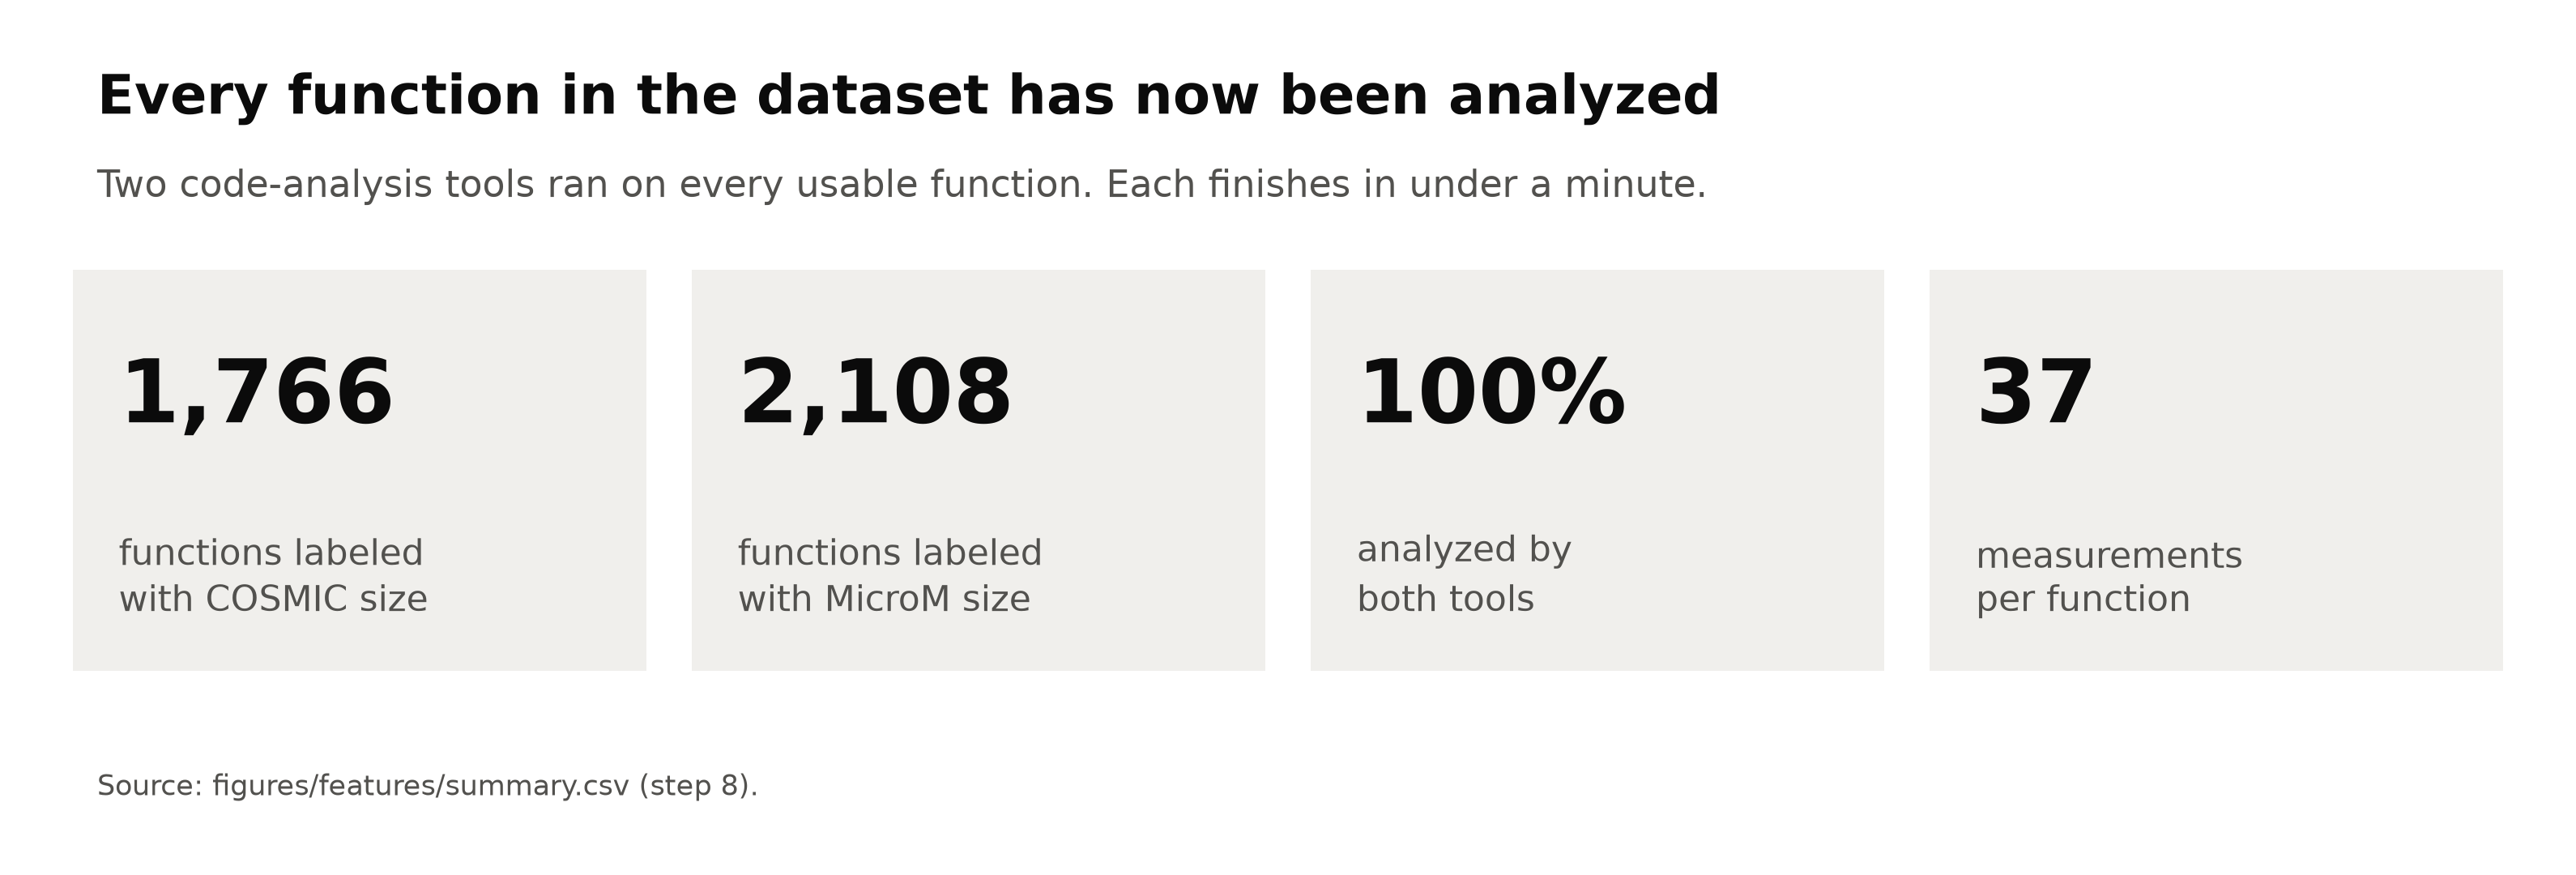 Every function in the dataset has now been analyzed
Two code-analysis tools ran on every usable function. Each finishes in under a minute.
1,766
functions labeled
with COSMIC size
2,108
functions labeled
with MicroM size
100%
analyzed by
both tools
37
measurements
per function
Source: figures/features/summary.csv (step 8).